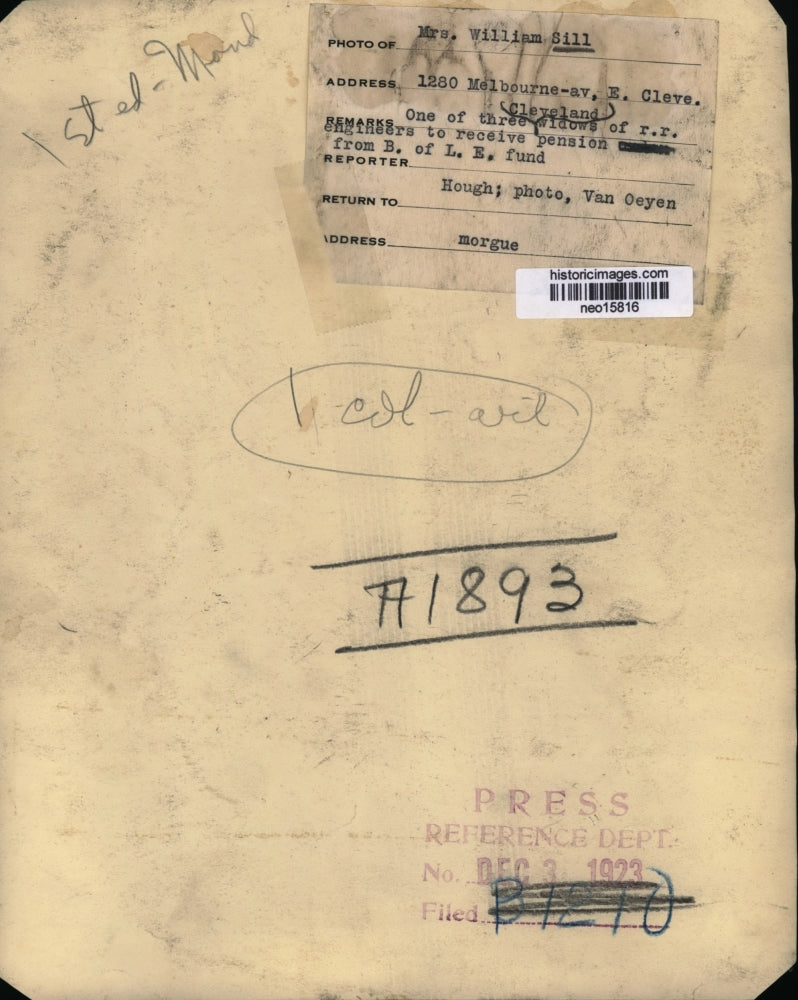 1st ed-Mond
PHOTO OF Mrs. William Sill
ADDRESS 1280 Melbourne-av, E. Cleve.
(Cleveland)
REMARKS One of three widows of r.r.
engineers to receive pension
from B. of L. E. fund
REPORTER
Hough; photo, Van Oeyen
RETURN TO
ADDRESS morgue
historicimages.com
neo15816
1-col-
A1893
PRESS
REFERENCE DEPT.
No. DEC 3 1923
Filed B1210